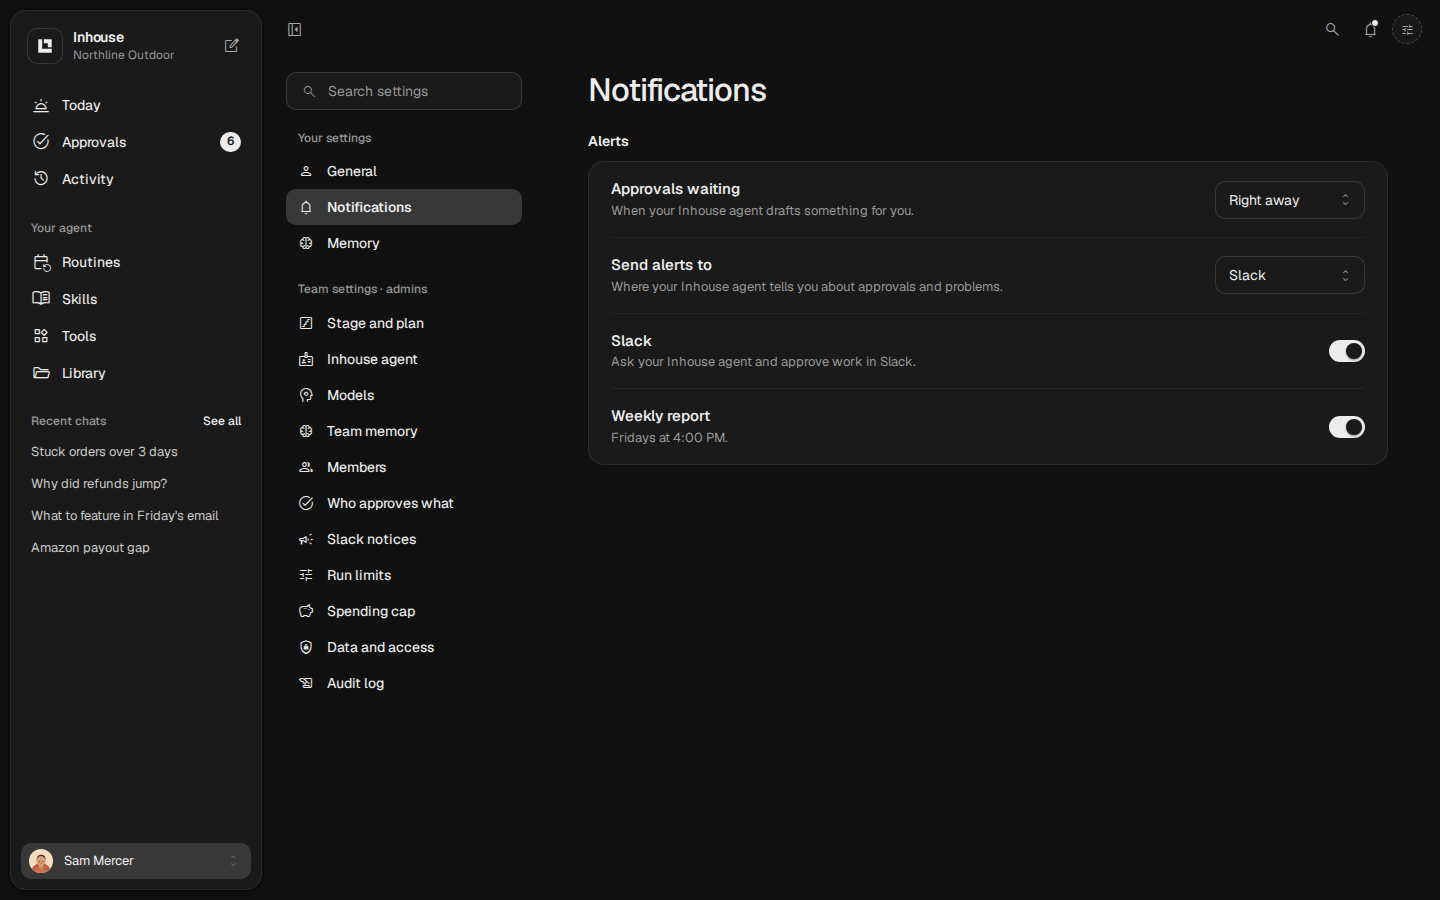 Inhouse
Northline Outdoor
Today
Approvals
6
Activity
Your agent
Routines
Skills
Tools
Library
Recent chats
See all
Stuck orders over 3 days
Why did refunds jump?
What to feature in Friday's email
Amazon payout gap
Sam Mercer
Search settings
Your settings
General
Notifications
Memory
Team settings · admins
Stage and plan
Inhouse agent
Models
Team memory
Members
Who approves what
Slack notices
Run limits
Spending cap
Data and access
Audit log
Notifications
Alerts
Approvals waiting
When your Inhouse agent drafts something for you.
Right away
Send alerts to
Where your Inhouse agent tells you about approvals and problems.
Slack
Slack
Ask your Inhouse agent and approve work in Slack.
Weekly report
Fridays at 4:00 PM.